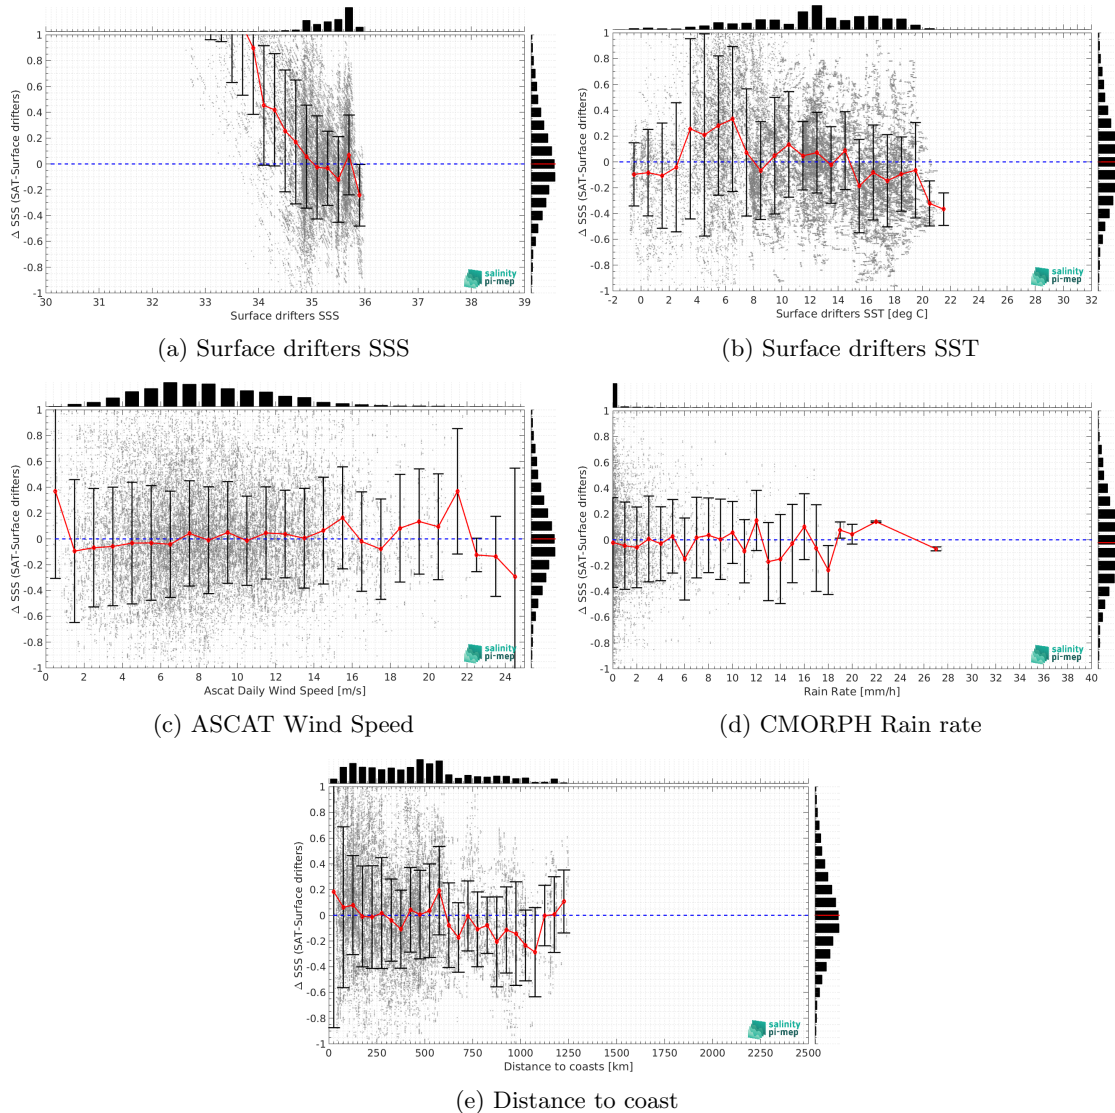 Δ SSS (SAT-Surface drifters)
1
0.8
0.6
0.4
0.2
0
-0.2
-0.4
-0.6
-0.8
-1
30 31 32 33 34 35 36 37 38 39
Surface drifters SSS
salinity
pi-mep
(a) Surface drifters SSS
Δ SSS (SAT-Surface drifters)
1
0.8
0.6
0.4
0.2
0
-0.2
-0.4
-0.6
-0.8
-1
-2 0 2 4 6 8 10 12 14 16 18 20 22 24 26 28 30 32
Surface drifters SST [deg C]
salinity
pi-mep
(b) Surface drifters SST
Δ SSS (SAT-Surface drifters)
1
0.8
0.6
0.4
0.2
0
-0.2
-0.4
-0.6
-0.8
-1
0 2 4 6 8 10 12 14 16 18 20 22 24
Ascat Daily Wind Speed [m/s]
salinity
pi-mep
(c) ASCAT Wind Speed
Δ SSS (SAT-Surface drifters)
1
0.8
0.6
0.4
0.2
0
-0.2
-0.4
-0.6
-0.8
-1
0 2 4 6 8 10 12 14 16 18 20 22 24 26 28 30 32 34 36 38 40
Rain Rate [mm/h]
salinity
pi-mep
(d) CMORPH Rain rate
Δ SSS (SAT-Surface drifters)
1
0.8
0.6
0.4
0.2
0
-0.2
-0.4
-0.6
-0.8
-1
0 250 500 750 1000 1250 1500 1750 2000 2250 2500
Distance to coasts [km]
salinity
pi-mep
(e) Distance to coast